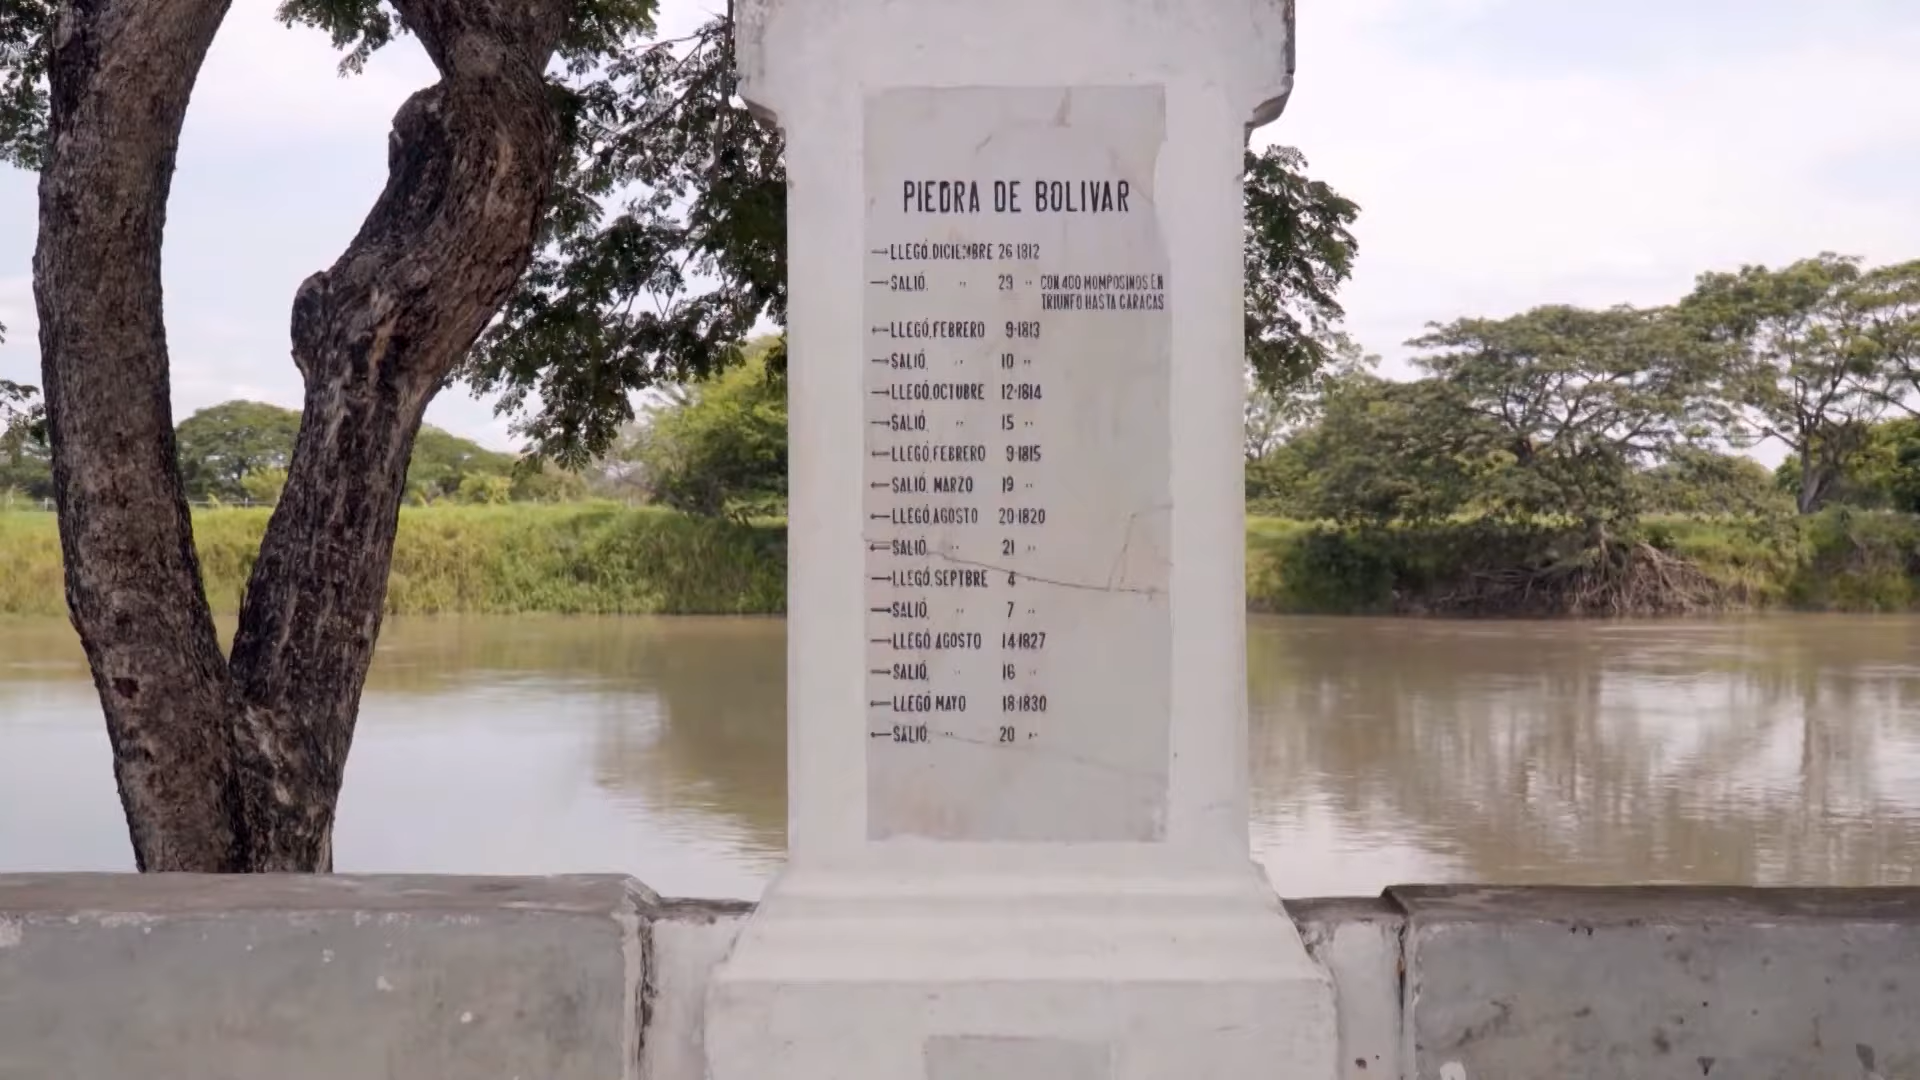 PIEDRA DE BOLIVAR
→LLEGÓ.DICIEMBRE 26-1812
→SALIÓ. " 29 " CON 400 MOMPOSINOS EN
TRIUNFO HASTA CARACAS
←LLEGÓ.FEBRERO 9-1813
←SALIÓ. " 10 "
→LLEGÓ.OCTUBRE 12-1814
→SALIÓ. " 15 "
←LLEGÓ.FEBRERO 9-1815
←SALIÓ. MARZO 19 "
←LLEGÓ.AGOSTO 20-1820
←SALIÓ. " 21 "
→LLEGÓ.SEPTBRE 4 "
→SALIÓ. " 7 "
→LLEGÓ AGOSTO 14-1827
→SALIÓ. " 16 "
←LLEGÓ MAYO 18-1830
←SALIÓ. " 20 "